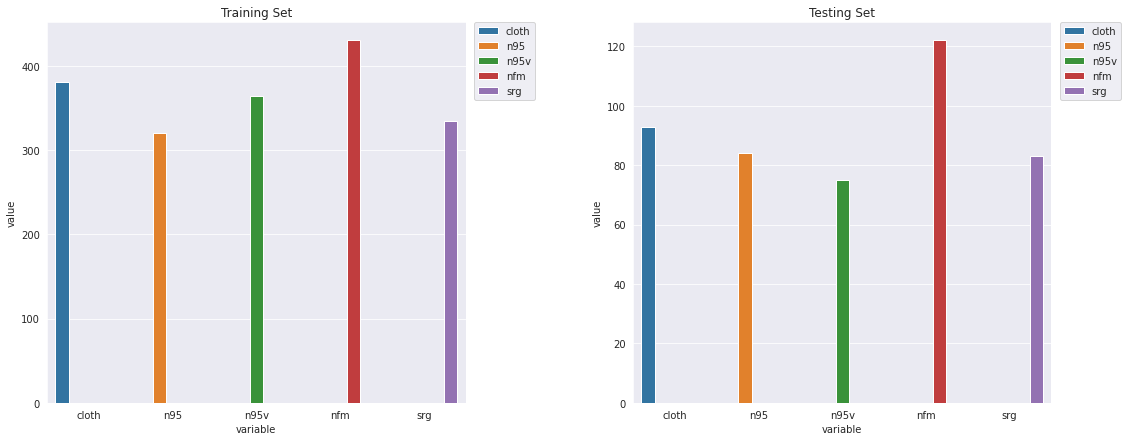 Training Set
value
400
300
200
100
0
cloth
n95
n95v
nfm
srg
variable
cloth
n95
n95v
nfm
srg
Testing Set
value
120
100
80
60
40
20
0
cloth
n95
n95v
nfm
srg
variable
cloth
n95
n95v
nfm
srg